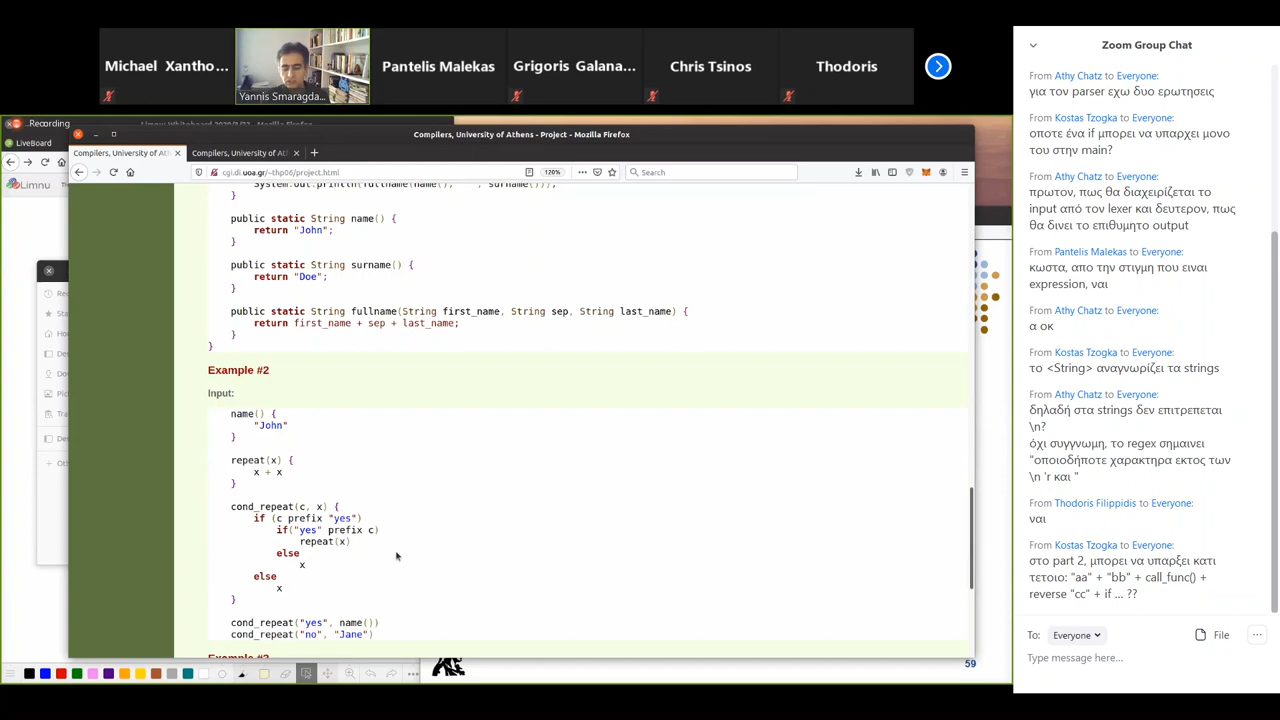 Michael Xantho...
Yannis Smaragda...
Pantelis Malekas
Grigoris Galana...
Chris Tsinos
Thodoris
Recording
LiveBoard
Limnu
Compilers, University of Athens - Project - Mozilla Firefox
Compilers, University of At
Compilers, University of Ath
cgi.di.uoa.gr/~thp06/project.html
120%
Search
System.out.println(fullname(name(), " ", surname()));
}
public static String name() {
return "John";
}
public static String surname() {
return "Doe";
}
public static String fullname(String first_name, String sep, String last_name) {
return first_name + sep + last_name;
}
}
Example #2
Input:
name() {
"John"
}
repeat(x) {
x + x
}
cond_repeat(c, x) {
if (c prefix "yes")
if("yes" prefix c)
repeat(x)
else
x
else
x
}
cond_repeat("yes", name())
cond_repeat("no", "Jane")
Example #3
59
Zoom Group Chat
From Athy Chatz to Everyone:
για τον parser εχω δυο ερωτησεις
From Kostas Tzogka to Everyone:
οποτε ένα if μπορει να υπαρχει μονο
του στην main?
From Athy Chatz to Everyone:
πρωτον, πως θα διαχειρίζεται το
input από τον lexer και δευτερον, πως
θα δινει το επιθυμητο output
From Pantelis Malekas to Everyone:
κωστα, απο την στιγμη που ειναι
expression, ναι
From Athy Chatz to Everyone:
α οκ
From Kostas Tzogka to Everyone:
το <String> αναγνωρίζει τα strings
From Athy Chatz to Everyone:
δηλαδή στα strings δεν επιτρεπεται
\n?
όχι συγγνωμη, το regex σημαινει
"οποιοδήποτε χαρακτηρα εκτος των
\n 'r και "
From Thodoris Filippidis to Everyone:
ναι
From Kostas Tzogka to Everyone:
στο part 2, μπορει να υπαρξει κατι
τετοιο: "aa" + "bb" + call_func() +
reverse "cc" + if ... ??
To: Everyone
File
Type message here...